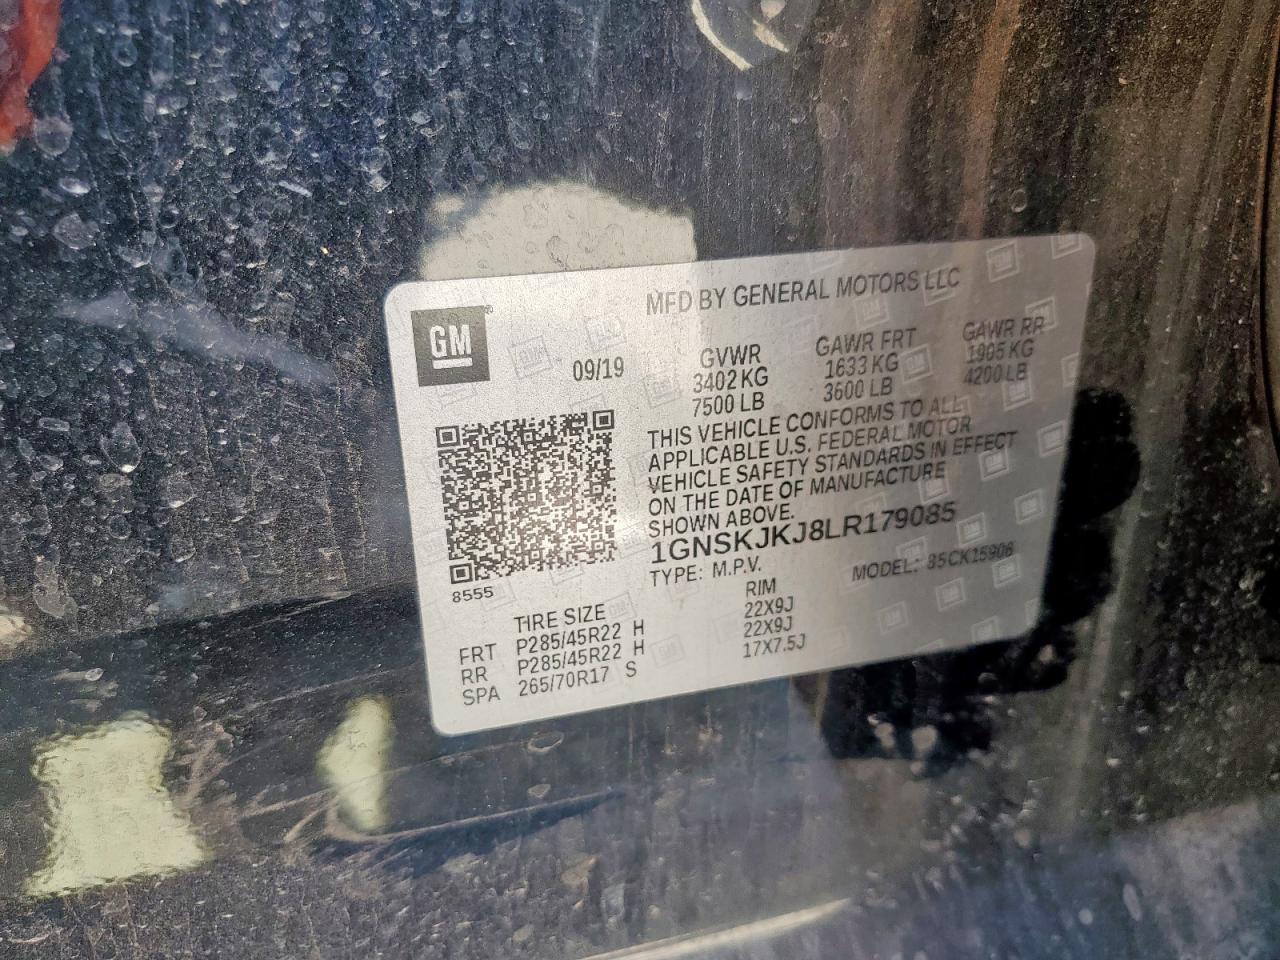 MFD BY GENERAL MOTORS LLC
GM
09/19
GVWR GAWR FRT GAWR RR
3402 KG 1633 KG 1905 KG
7500 LB 3600 LB 4200 LB
THIS VEHICLE CONFORMS TO ALL
APPLICABLE U.S. FEDERAL MOTOR
VEHICLE SAFETY STANDARDS IN EFFECT
ON THE DATE OF MANUFACTURE
SHOWN ABOVE.
1GNSKJKJ8LR179085
TYPE: M.P.V. MODEL: 85CK15906
8555
TIRE SIZE RIM
FRT P285/45R22 H 22X9J
RR P285/45R22 H 22X9J
SPA 265/70R17 S 17X7.5J